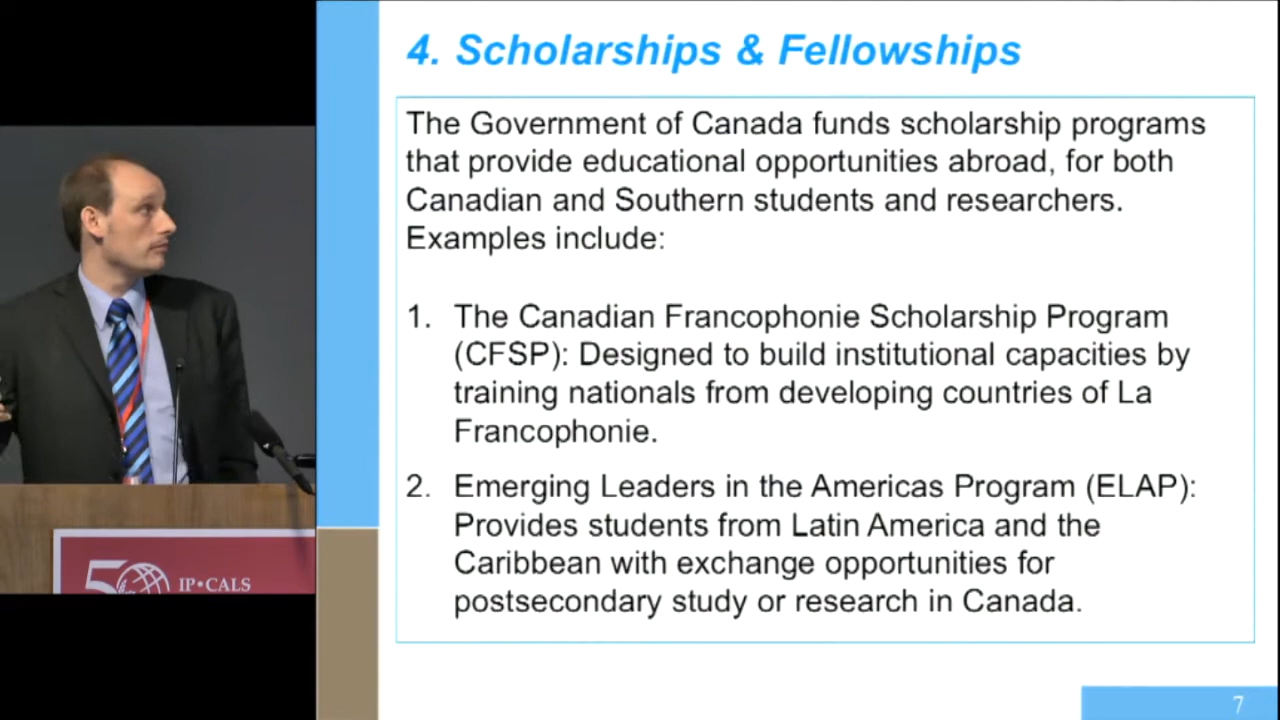 4. Scholarships & Fellowships
The Government of Canada funds scholarship programs
that provide educational opportunities abroad, for both
Canadian and Southern students and researchers.
Examples include:
1. The Canadian Francophonie Scholarship Program
(CFSP): Designed to build institutional capacities by
training nationals from developing countries of La
Francophonie.
2. Emerging Leaders in the Americas Program (ELAP):
Provides students from Latin America and the
Caribbean with exchange opportunities for
postsecondary study or research in Canada.
7
50
IP•CALS